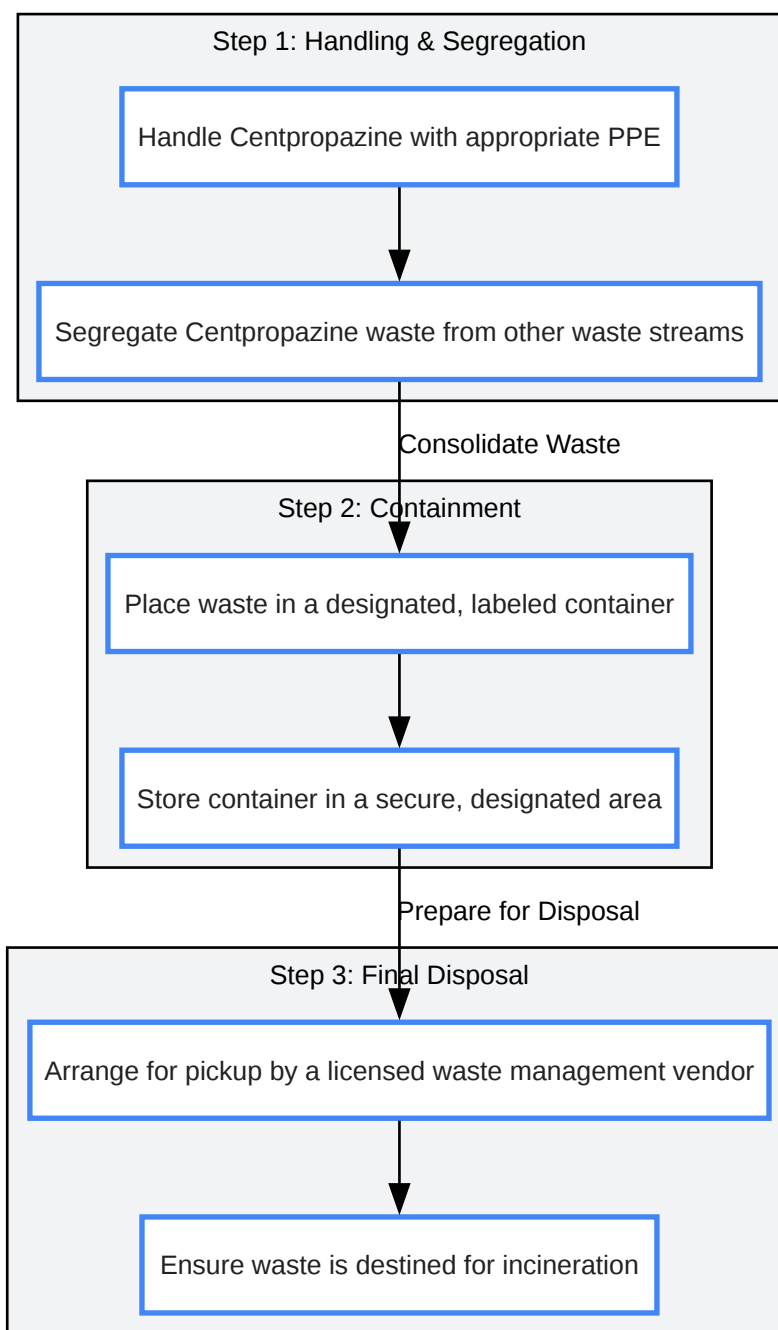 Step 1: Handling & Segregation
Handle Centpropazine with appropriate PPE
Segregate Centpropazine waste from other waste streams
Consolidate Waste
Step 2: Containment
Place waste in a designated, labeled container
Store container in a secure, designated area
Prepare for Disposal
Step 3: Final Disposal
Arrange for pickup by a licensed waste management vendor
Ensure waste is destined for incineration